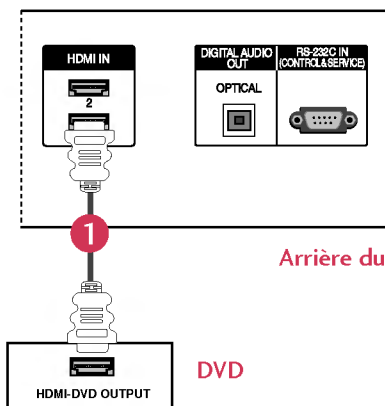 HDMI IN
2
DIGITAL AUDIO
OUT
OPTICAL
RS-232C IN
(CONTROL&SERVICE)
1
Arrière du
DVD
HDMI-DVD OUTPUT